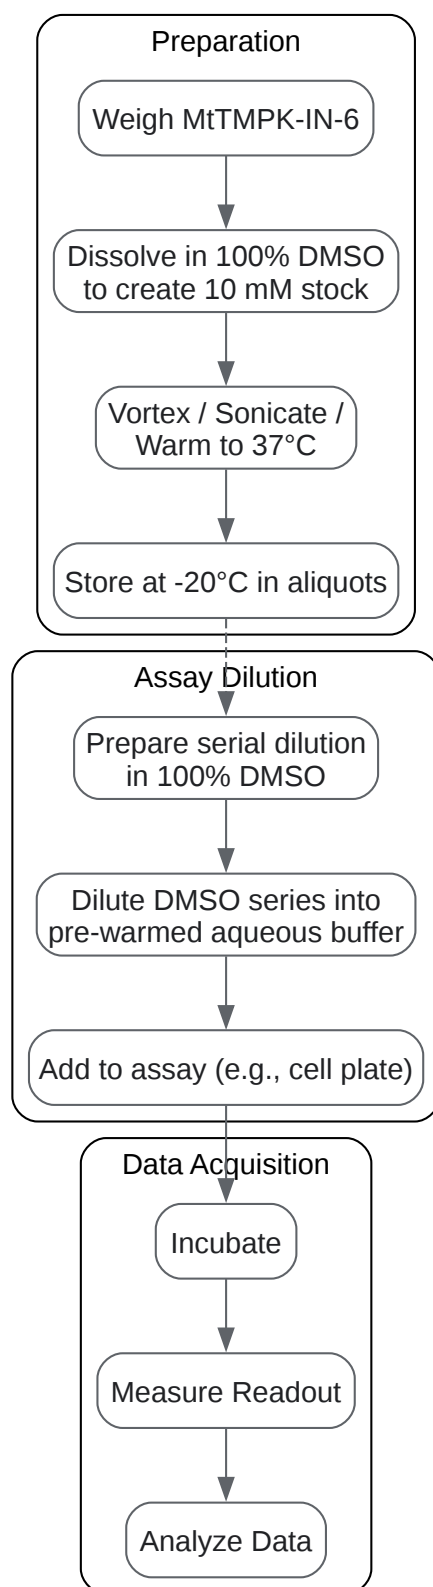 Preparation
Weigh MtTMPK-IN-6
Dissolve in 100% DMSO
to create 10 mM stock
Vortex / Sonicate /
Warm to 37°C
Store at -20°C in aliquots
Assay Dilution
Prepare serial dilution
in 100% DMSO
Dilute DMSO series into
pre-warmed aqueous buffer
Add to assay (e.g., cell plate)
Data Acquisition
Incubate
Measure Readout
Analyze Data